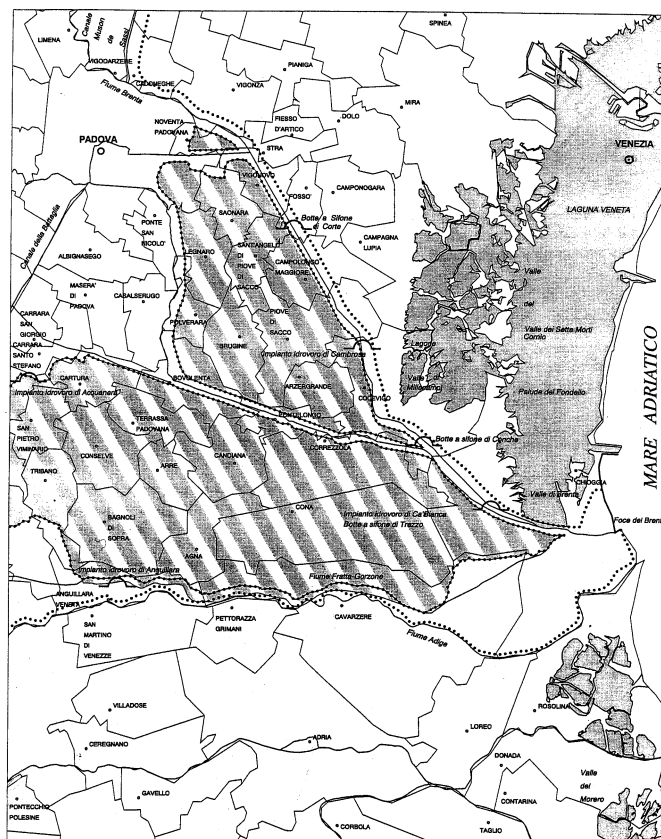 SPINEA
Canale
Muson
dei
Sassi
LIMENA
VIGODARZERE
CADONEGHE
PIANIGA
Fiume Brenta
VIGONZA
MIRA
NOVENTA
PADOVANA
FIESSO
D'ARTICO
DOLO
PADOVA
STRA
VENEZIA
VIGONOVO
FOSSO'
CAMPONOGARA
LAGUNA VENETA
SAONARA
Botte a Sifone
di Corte
PONTE
SAN
NICOLO'
Canale della Battaglia
CAMPAGNA
LUPIA
ALBIGNASEGO
LEGNARO
SANT'ANGELO
DI
PIOVE
DI
SACCO
CAMPOLONGO
MAGGIORE
Valle
dei
Valle dei Sette Morti
Cornio
MASERA'
DI
PADOVA
CASALSERUGO
CARRARA
SAN
GIORGIO
CARRARA
SANTO
STEFANO
POLVERARA
PIOVE
DI
SACCO
BRUGINE
Impianto Idrovoro di Cambroso
Lagone
Valle
Millecampi
MARE ADRIATICO
CARTURA
BOVOLENTA
ARZERGRANDE
CODEVIGO
Palude del Fondello
Impianto Idrovoro di Acquanera
PONTELONGO
SAN
PIETRO
VIMINARIO
TERRASSA
PADOVANA
CORREZZOLA
Botte a sifone di Conche
CONSELVE
CANDIANA
TRIBANO
ARRE
CHIOGGIA
Valle di Brenta
BAGNOLI
DI
SOPRA
CONA
Impianto Idrovoro di Ca'Bianca
Botte a sifone di Trezzo
Foce del Brenta
AGNA
Impianto Idrovoro di Anguillara
Fiume Fratta-Gorzone
ANGUILLARA
VENETA
SAN
MARTINO
DI
VENEZZE
PETTORAZZA
GRIMANI
CAVARZERE
Fiume Adige
VILLADOSE
ROSOLINA
LOREO
ADRIA
CEREGNANO
DONADA
Valle
del
Moraro
GAVELLO
PONTECCHIO
POLESINE
CONTARINA
CORBOLA
TAGLIO